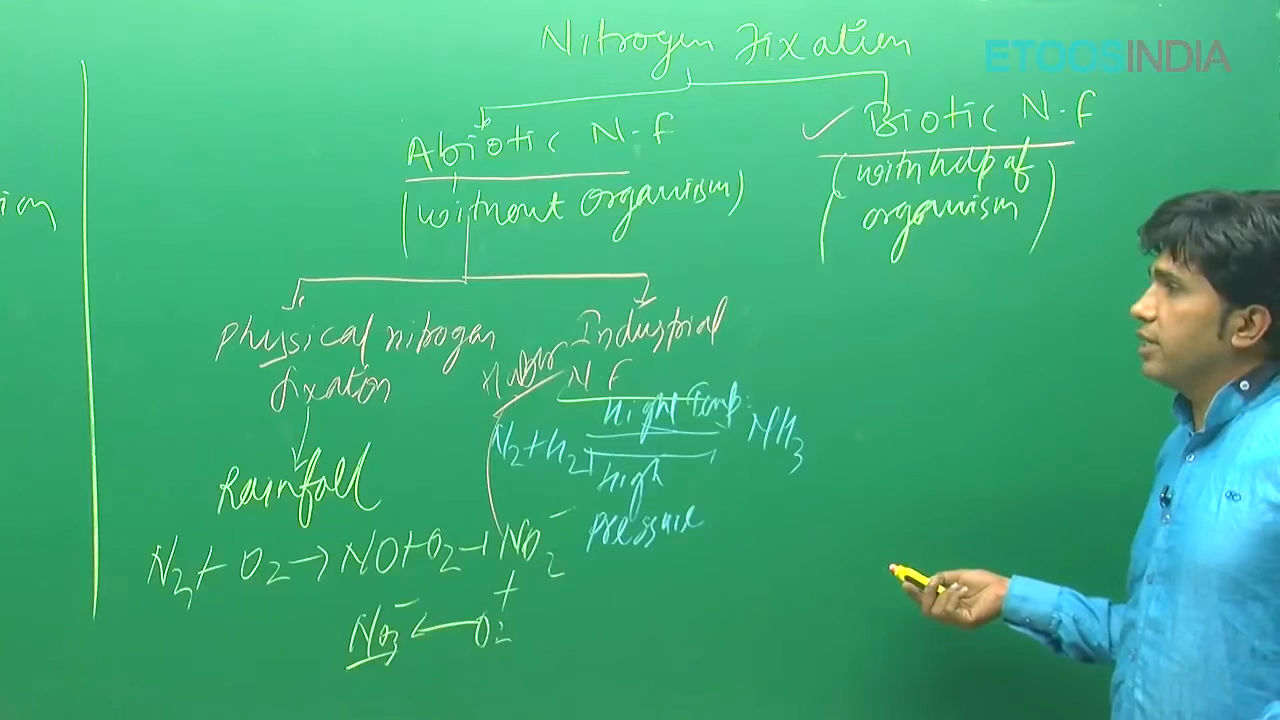 Nitrogen fixation
ETOOSINDIA
Abiotic N.F
(without organism)
✓ Biotic N.F
(with help of
organism)
ion
Physical nitrogen
fixation
Rainfall
N2 + O2 → NO + O2 → NO2⁻
+
NO3⁻ ← O2
Industrial
N F
Haber
N2 + H2
High Temp.
High
pressure
NH3